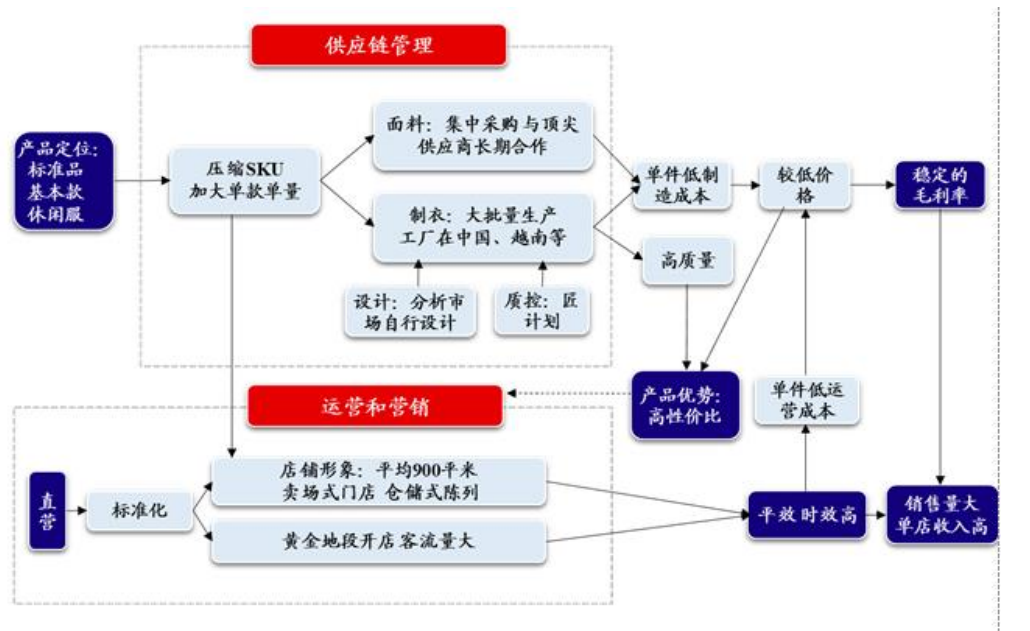 供应链管理
产品定位：
标准品
基本款
休闲服
压缩SKU
加大单款单量
面料：集中采购与顶尖
供应商长期合作
制衣：大批量生产
工厂在中国、越南等
设计：分析市
场自行设计
质控：匠
计划
单件低制
造成本
高质量
较低价
格
稳定的
毛利率
产品优势：
高性价比
单件低运
营成本
运营和营销
直
营
标准化
店铺形象：平均900平米
卖场式门店 仓储式陈列
黄金地段开店 客流量大
平效 时效高
销售量大
单店收入高